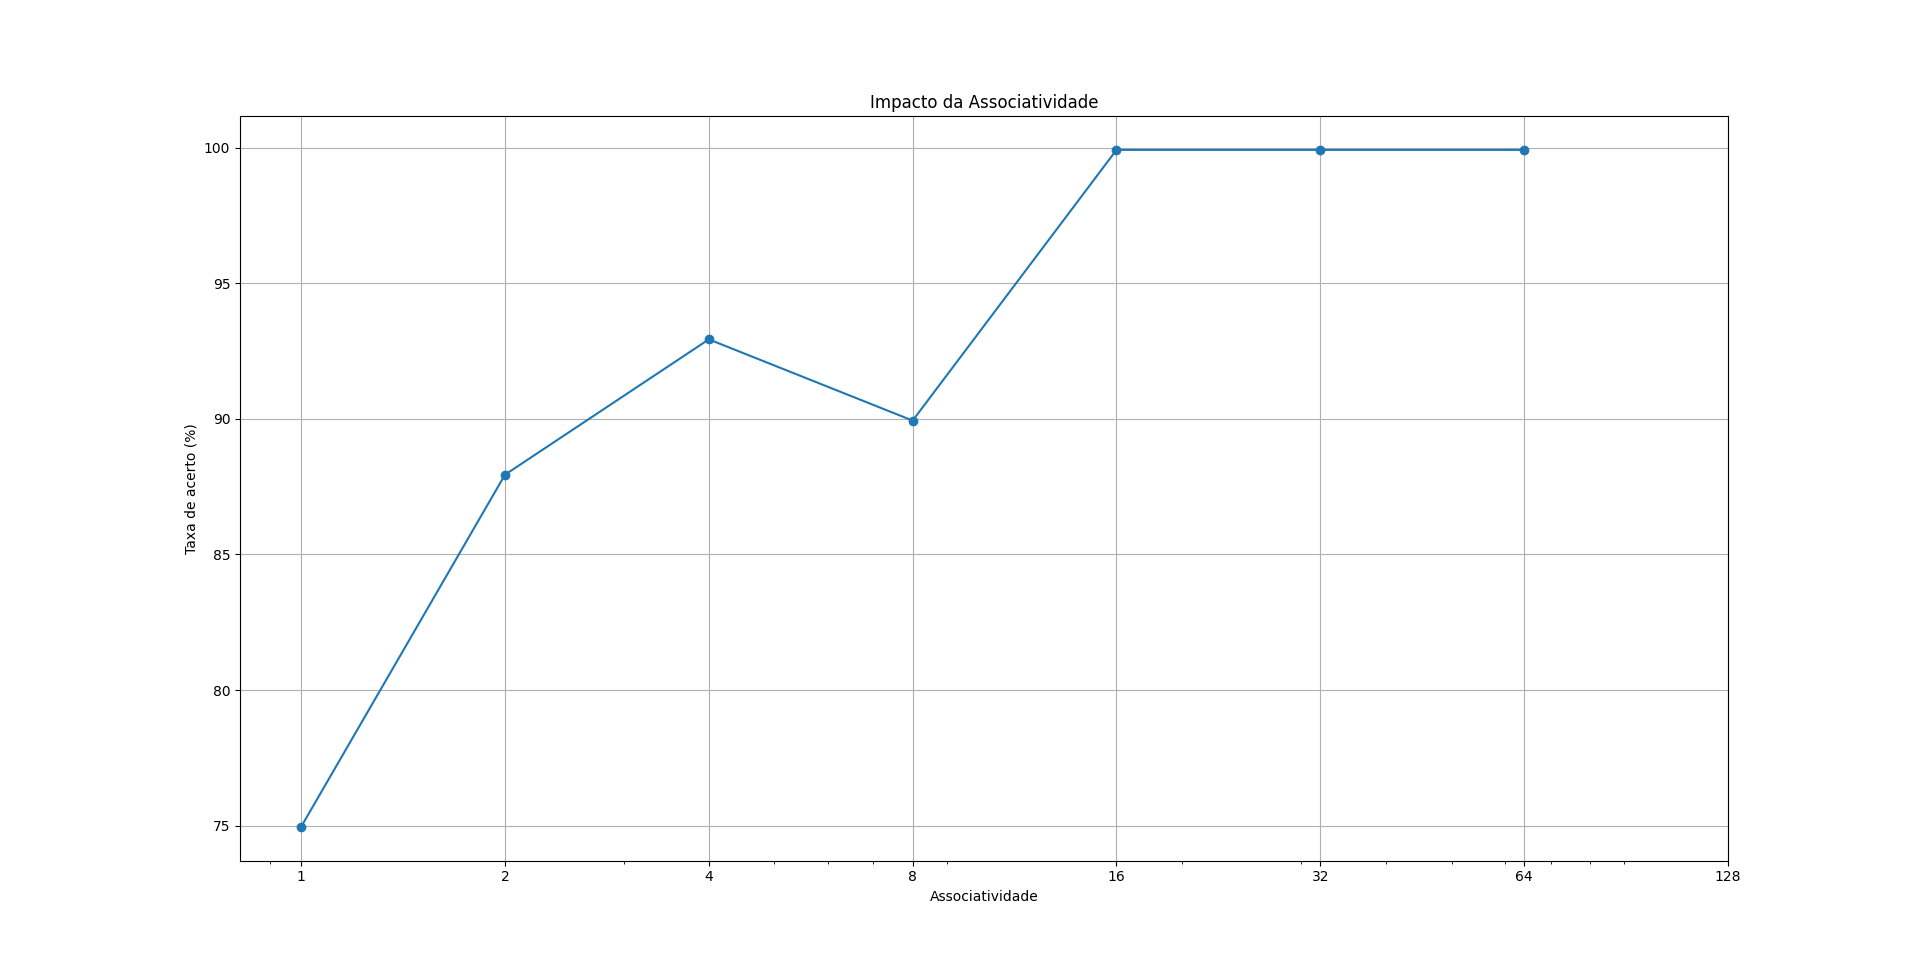 Impacto da Associatividade
100
95
90
85
80
75
Taxa de acerto (%)
1 2 4 8 16 32 64 128
Associatividade